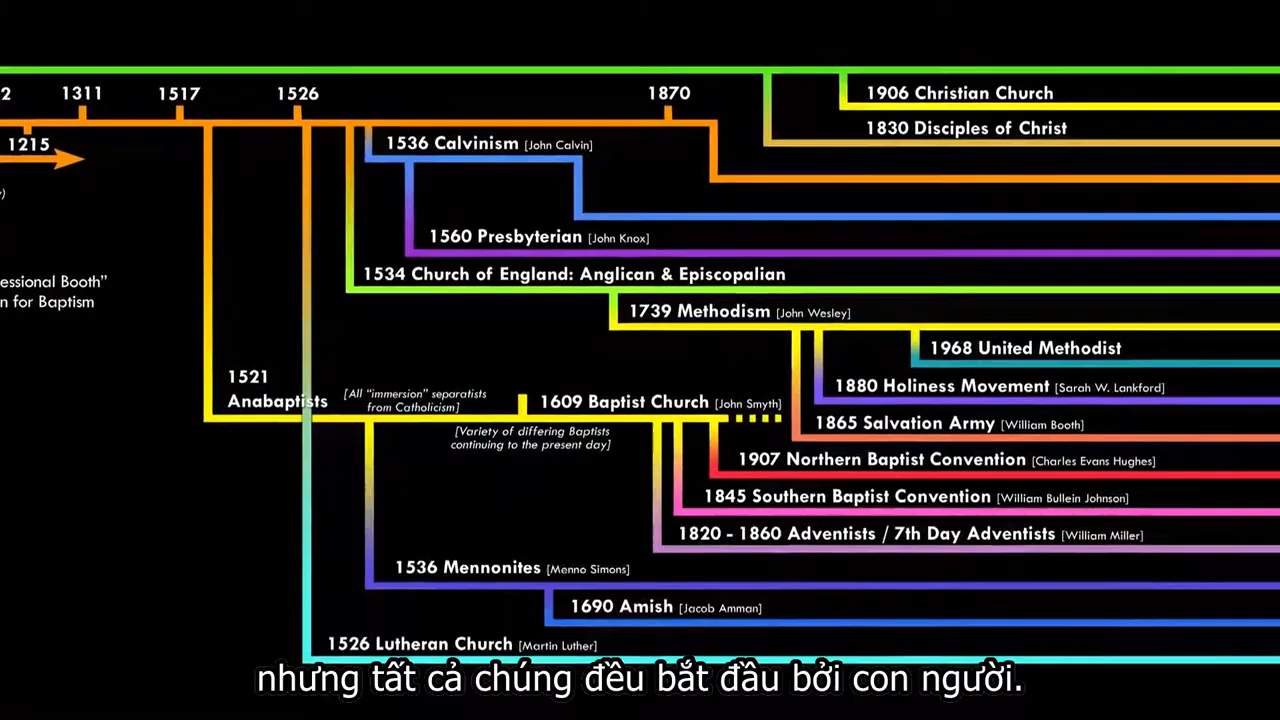 2 1311 1517 1526 1870
1906 Christian Church
1830 Disciples of Christ
1215
1536 Calvinism [John Calvin]
1560 Presbyterian [John Knox]
essional Booth”
n for Baptism
1534 Church of England: Anglican & Episcopalian
1739 Methodism [John Wesley]
1968 United Methodist
1880 Holiness Movement [Sarah W. Lankford]
1865 Salvation Army [William Booth]
1521
Anabaptists
[All “immersion” separatists
from Catholicism]
1609 Baptist Church [John Smyth]
[Variety of differing Baptists
continuing to the present day]
1907 Northern Baptist Convention [Charles Evans Hughes]
1845 Southern Baptist Convention [William Bullein Johnson]
1820 - 1860 Adventists / 7th Day Adventists [William Miller]
1536 Mennonites [Menno Simons]
1690 Amish [Jacob Amman]
1526 Lutheran Church [Martin Luther]
nhưng tất cả chúng đều bắt đầu bởi con người.